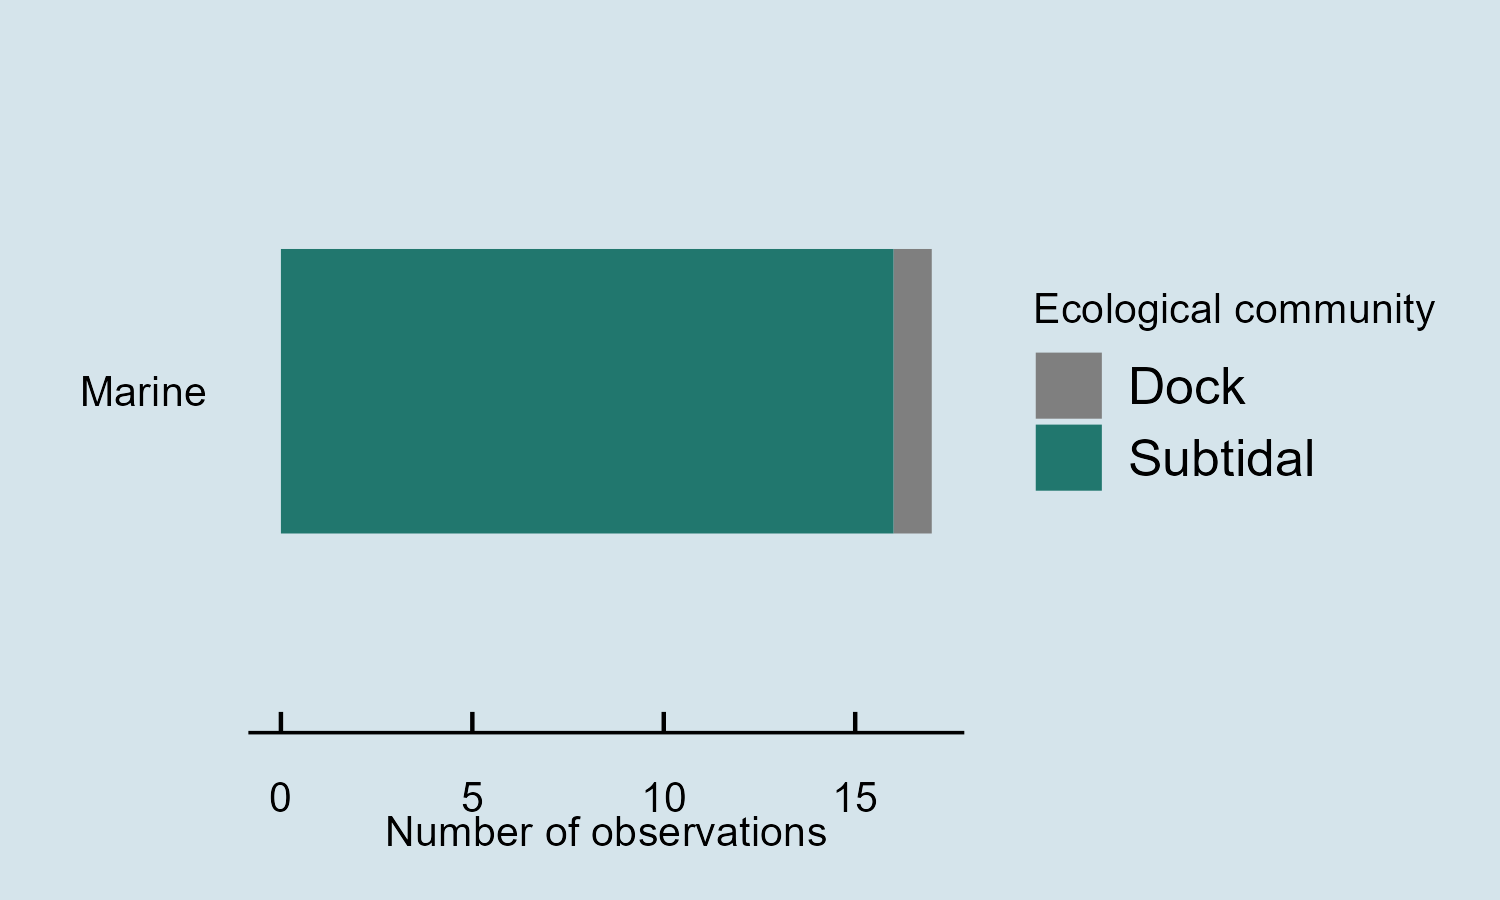 Marine
Ecological community
Dock
Subtidal
0 5 10 15
Number of observations